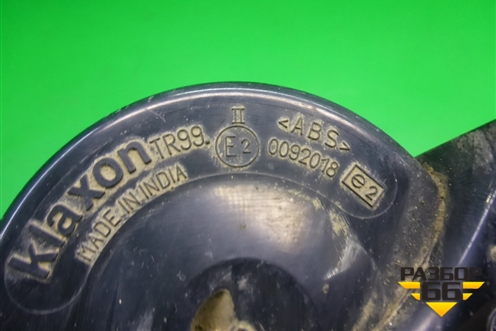 klaxon TR99. II <ABS>
MADE IN INDIA E2 0092018 e2
РАЗБОР
66